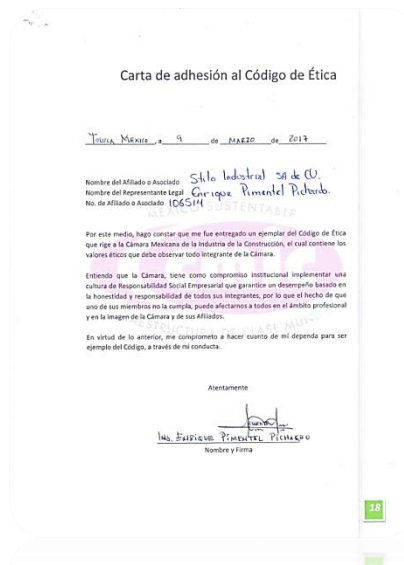 Carta de adhesión al Código de Ética
Toluca México, a 9 de MARZO de 2017
Nombre del Afiliado o Asociado Stilo Industrial SA de CV.
Nombre del Representante Legal Enrique Pimentel Pichardo.
No. de Afiliado o Asociado 106514
MÉXICO SUSTENTABLE
Por este medio, hago constar que me fue entregado un ejemplar del Código de Ética
que rige a la Cámara Mexicana de la Industria de la Construcción, el cual contiene los
valores éticos que debe observar todo integrante de la Cámara.
Entiendo que la Cámara, tiene como compromiso institucional implementar una
cultura de Responsabilidad Social Empresarial que garantice un desempeño basado en
la honestidad y responsabilidad de todos sus integrantes, por lo que el hecho de que
uno de sus miembros no la cumpla, puede afectarnos a todos en el ámbito profesional
y en la imagen de la Cámara y de sus Afiliados.
ESTRUCTURA DE CLASE
En virtud de lo anterior, me comprometo a hacer cuanto de mi dependa para ser
ejemplo del Código, a través de mi conducta.
Atentamente
ING. ENRIQUE PIMENTEL PICHARDO
Nombre y Firma
18